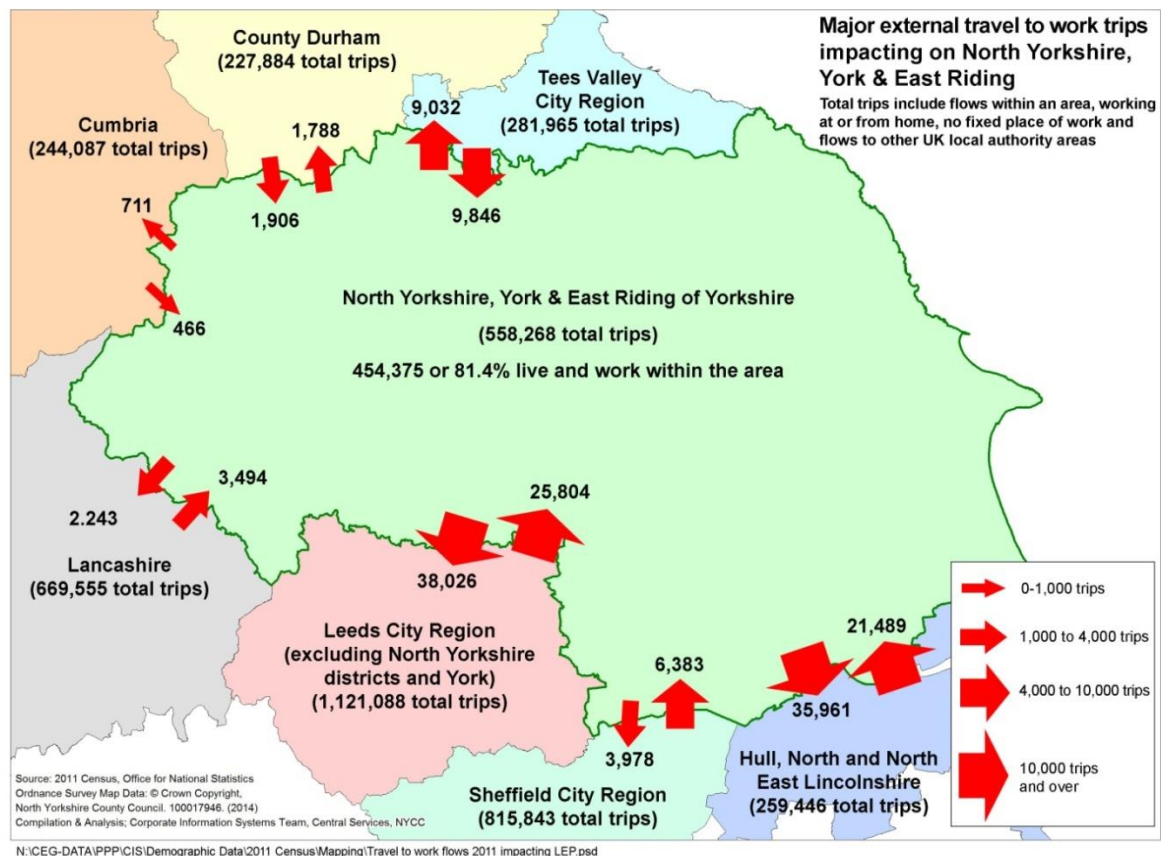 Major external travel to work trips
impacting on North Yorkshire,
York & East Riding
Total trips include flows within an area, working
at or from home, no fixed place of work and
flows to other UK local authority areas
County Durham
(227,884 total trips)
Tees Valley
City Region
(281,965 total trips)
Cumbria
(244,087 total trips)
9,032
1,788
711
1,906
9,846
466
North Yorkshire, York & East Riding of Yorkshire
(558,268 total trips)
454,375 or 81.4% live and work within the area
3,494
2.243
25,804
38,026
Lancashire
(669,555 total trips)
Leeds City Region
(excluding North Yorkshire
districts and York)
(1,121,088 total trips)
21,489
6,383
35,961
3,978
Hull, North and North
East Lincolnshire
(259,446 total trips)
Sheffield City Region
(815,843 total trips)
0-1,000 trips
1,000 to 4,000 trips
4,000 to 10,000 trips
10,000 trips
and over
Source: 2011 Census, Office for National Statistics
Ordnance Survey Map Data: © Crown Copyright,
North Yorkshire County Council. 100017946. (2014)
Compilation & Analysis; Corporate Information Systems Team, Central Services, NYCC
N:\CEG-DATA\PPP\CIS\Demographic Data\2011 Census\Mapping\Travel to work flows 2011 impacting LEP.psd